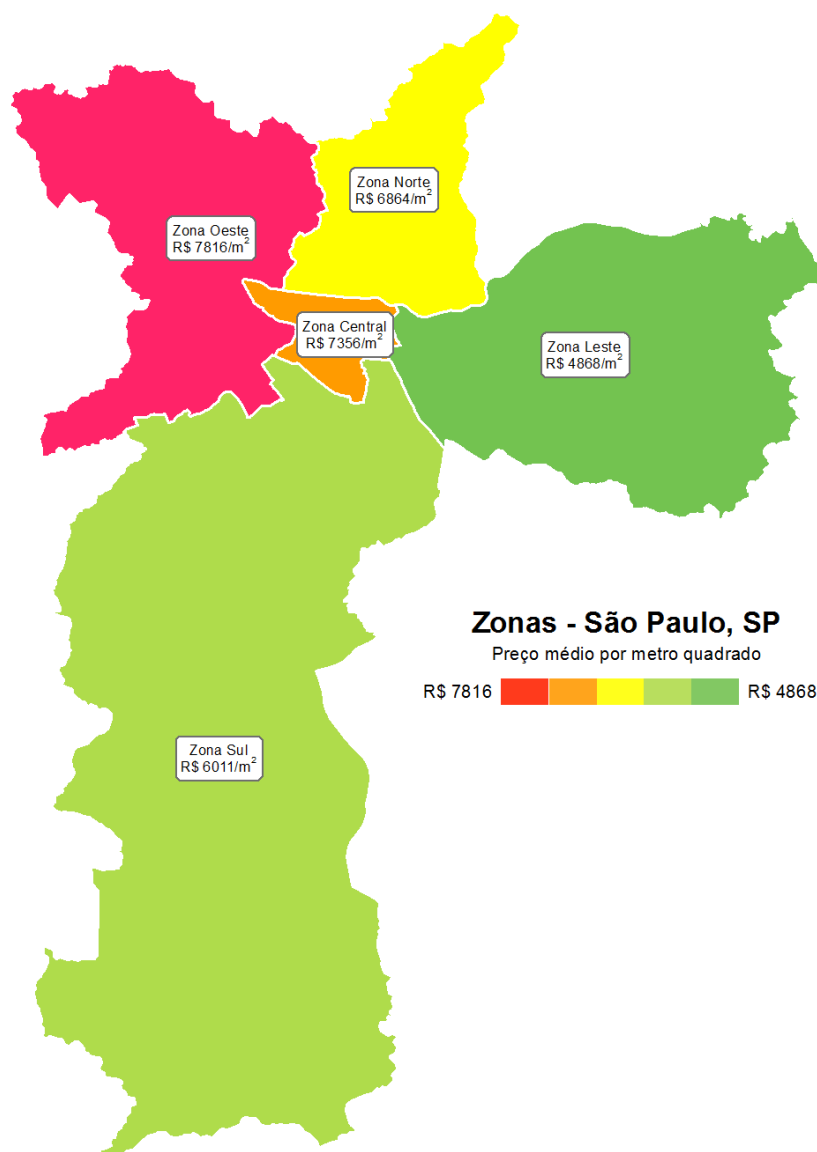 Zona Norte
R$ 6864/m²
Zona Oeste
R$ 7816/m²
Zona Central
R$ 7356/m²
Zona Leste
R$ 4868/m²
Zonas - São Paulo, SP
Preço médio por metro quadrado
R$ 7816 R$ 4868
Zona Sul
R$ 6011/m²